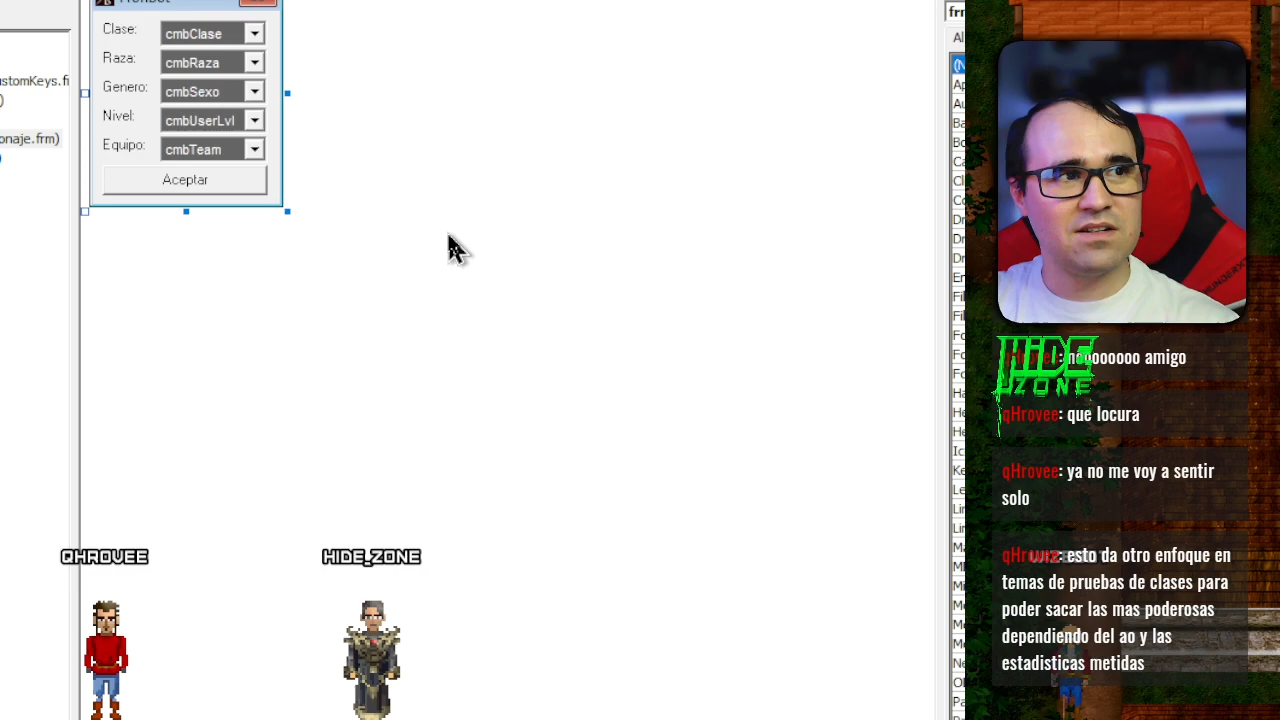 Clase: cmbClase
Raza: cmbRaza
Genero: cmbSexo
Nivel: cmbUserLvl
Equipo: cmbTeam
Aceptar
stomKeys.fr
)
onaje.frm)
)
QHROVEE
HIDE_ZONE
HIDE
ZONE
amigo
qHrovee: que locura
qHrovee: ya no me voy a sentir
solo
esto da otro enfoque en
temas de pruebas de clases para
poder sacar las mas poderosas
dependiendo del ao y las
estadisticas metidas